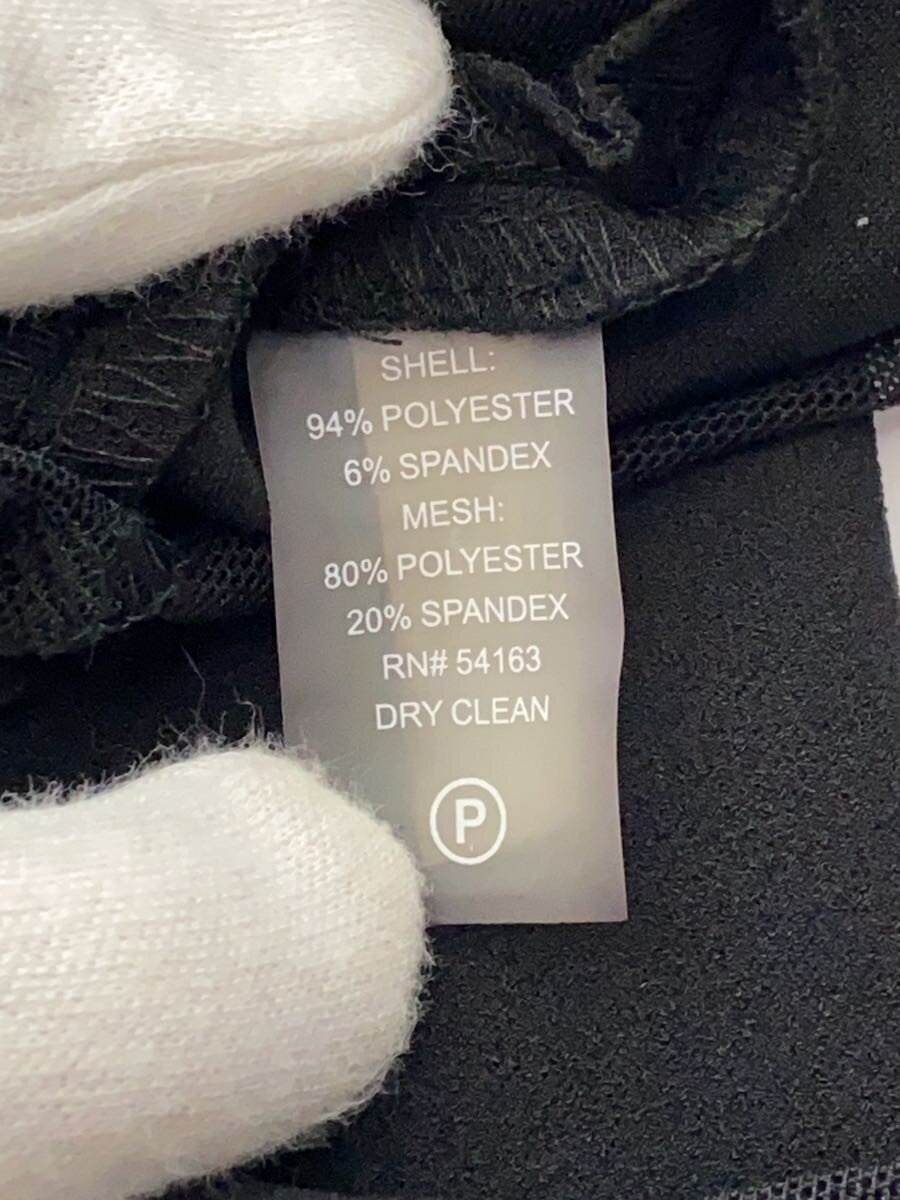 SHELL:
94% POLYESTER
6% SPANDEX
MESH:
80% POLYESTER
20% SPANDEX
RN# 54163
DRY CLEAN
P